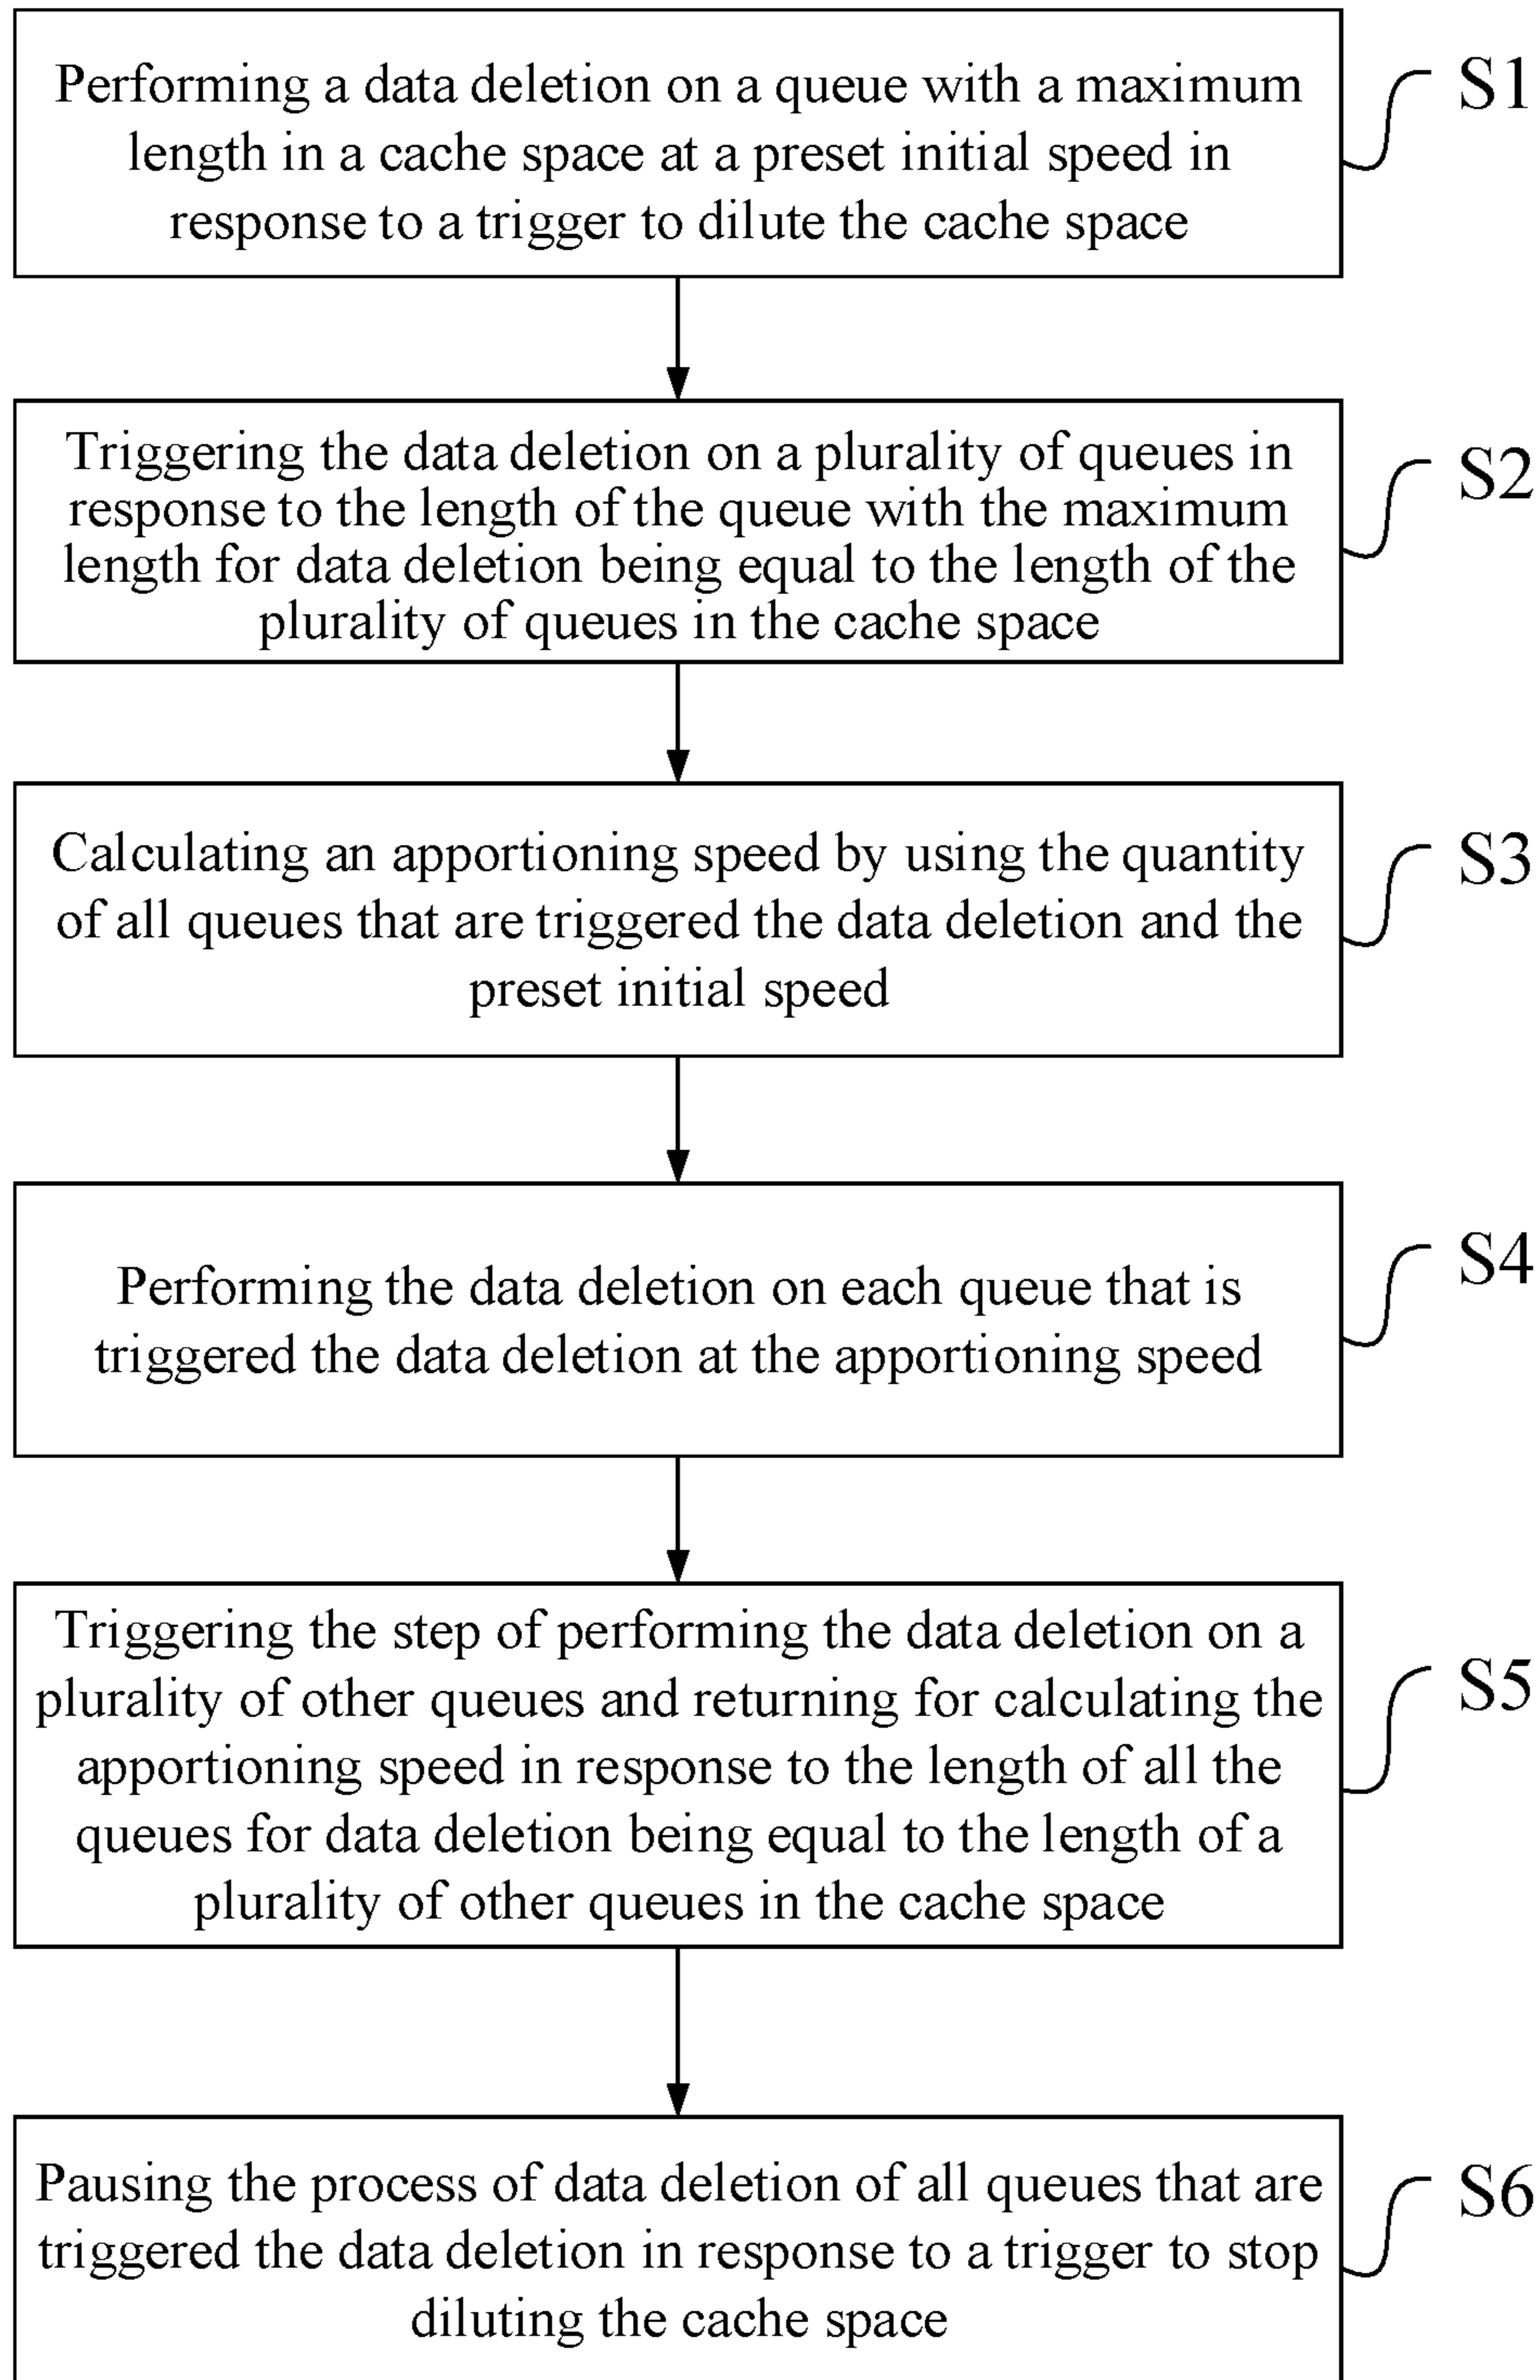 Performing a data deletion on a queue with a maximum
length in a cache space at a preset initial speed in
response to a trigger to dilute the cache space
S1
Triggering the data deletion on a plurality of queues in
response to the length of the queue with the maximum
length for data deletion being equal to the length of the
plurality of queues in the cache space
S2
Calculating an apportioning speed by using the quantity
of all queues that are triggered the data deletion and the
preset initial speed
S3
Performing the data deletion on each queue that is
triggered the data deletion at the apportioning speed
S4
Triggering the step of performing the data deletion on a
plurality of other queues and returning for calculating the
apportioning speed in response to the length of all the
queues for data deletion being equal to the length of a
plurality of other queues in the cache space
S5
Pausing the process of data deletion of all queues that are
triggered the data deletion in response to a trigger to stop
diluting the cache space
S6